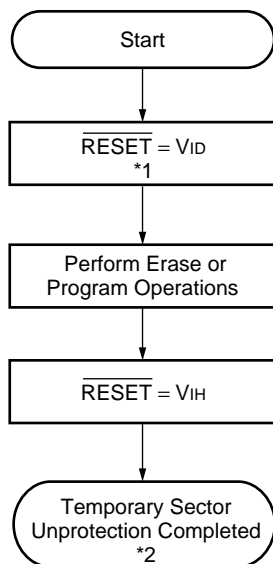 Start
RESET = VID
*1
Perform Erase or
Program Operations
RESET = VIH
Temporary Sector
Unprotection Completed
*2